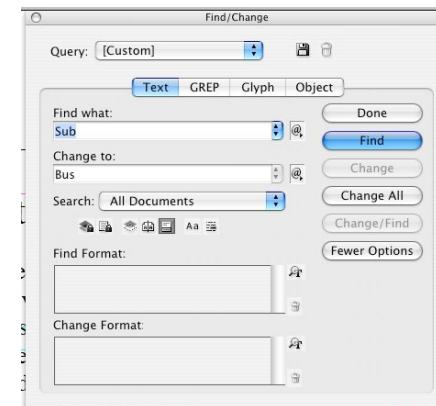 Find/Change
Query: [Custom]
Text GREP Glyph Object
Find what:
Sub
Change to:
Bus
Search: All Documents
Aa
Find Format:
Change Format:
Done
Find
Change
Change All
Change/Find
Fewer Options